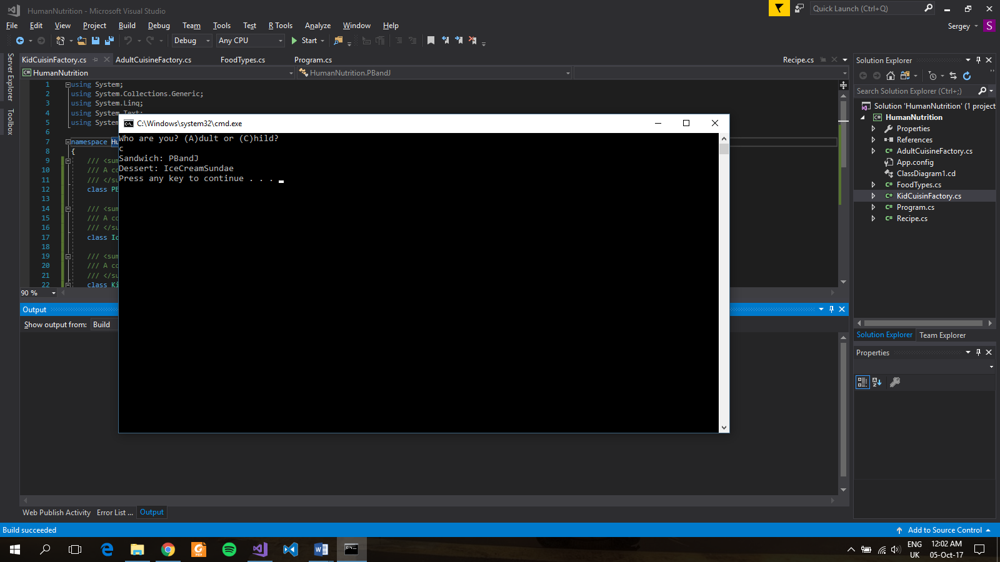 HumanNutrition - Microsoft Visual Studio
Quick Launch (Ctrl+Q)
File Edit View Project Build Debug Team Tools Test R Tools Analyze Window Help
Sergey S
Debug Any CPU Start
Server Explorer
Toolbox
KidCuisinFactory.cs AdultCuisineFactory.cs FoodTypes.cs Program.cs Recipe.cs
HumanNutrition HumanNutrition.PBandJ
1 using System;
2 using System.Collections.Generic;
3 using System.Linq;
4 using System.Text;
5 using System
6
7 namespace Hu
8 {
9 /// <sum
10 /// A co
11 /// </su
12 class PB
13
14 /// <sum
15 /// A co
16 /// </su
17 class Ic
18
19 /// <sum
20 /// A co
21 /// </su
22 class Ki
90 %
C:\Windows\system32\cmd.exe
Who are you? (A)dult or (C)hild?
c
Sandwich: PBandJ
Dessert: IceCreamSundae
Press any key to continue . . .
Output
Show output from: Build
Web Publish Activity Error List ... Output
Solution Explorer
Search Solution Explorer (Ctrl+;)
Solution 'HumanNutrition' (1 project
HumanNutrition
Properties
References
AdultCuisineFactory.cs
App.config
ClassDiagram1.cd
FoodTypes.cs
KidCuisinFactory.cs
Program.cs
Recipe.cs
Solution Explorer Team Explorer
Properties
Build succeeded
Add to Source Control
ENG 12:02 AM
UK 05-Oct-17